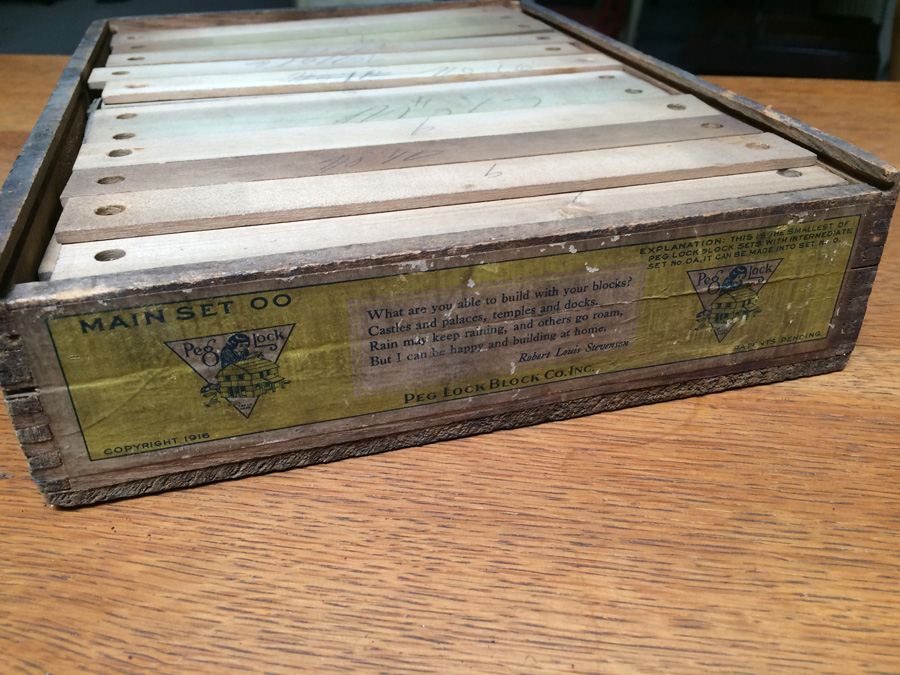 MAIN SET OO
Peg Lock
COPYRIGHT 1916
What are you able to build with your blocks?
Castles and palaces, temples and docks.
Rain may keep raining, and others go roam,
But I can be happy and building at home.
Robert Louis Stevenson
PEG LOCK BLOCK CO. INC.
EXPLANATION: THIS IS THE SMALLEST OF
PEG LOCK BLOCK SETS. WITH INTERMEDIATE
SET NO. OA, IT CAN BE MADE INTO SET NO. O.
Peg Lock
PATENTS PENDING.